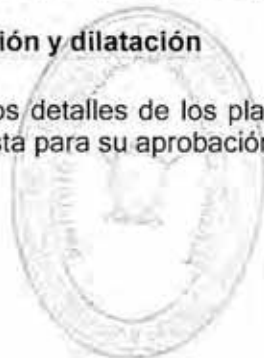 ión y dilatación
os detalles de los pla
sta para su aprobación